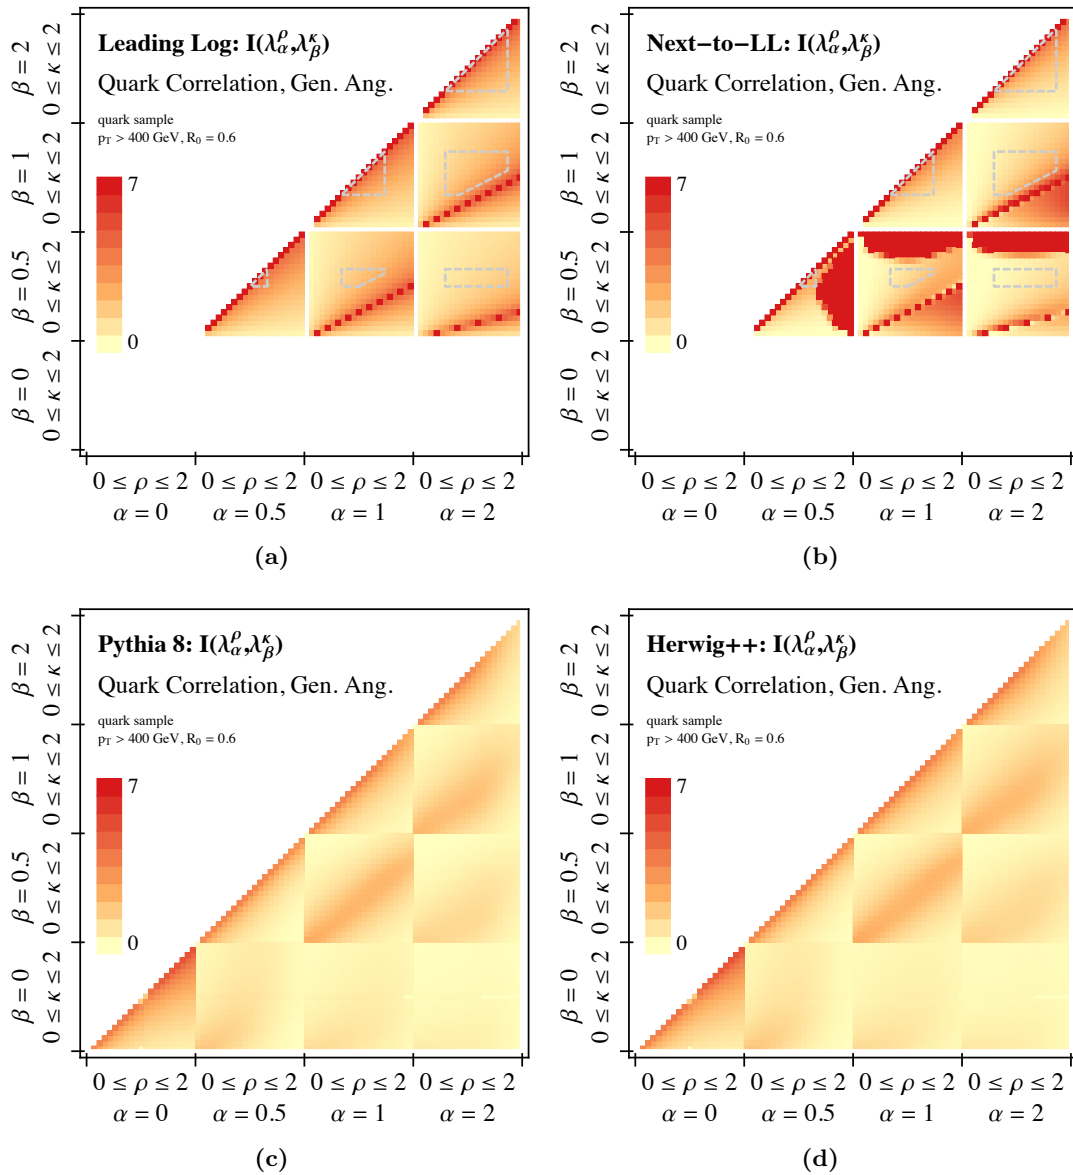 Leading Log: I(λ_α^ρ,λ_β^κ)
Quark Correlation, Gen. Ang.
quark sample
p_T > 400 GeV, R_0 = 0.6
7
0
β = 2
0 ≤ κ ≤ 2
β = 1
0 ≤ κ ≤ 2
β = 0.5
0 ≤ κ ≤ 2
β = 0
0 ≤ κ ≤ 2
0 ≤ ρ ≤ 2 0 ≤ ρ ≤ 2 0 ≤ ρ ≤ 2 0 ≤ ρ ≤ 2
α = 0 α = 0.5 α = 1 α = 2
(a)
Next−to−LL: I(λ_α^ρ,λ_β^κ)
Quark Correlation, Gen. Ang.
quark sample
p_T > 400 GeV, R_0 = 0.6
7
0
β = 2
0 ≤ κ ≤ 2
β = 1
0 ≤ κ ≤ 2
β = 0.5
0 ≤ κ ≤ 2
β = 0
0 ≤ κ ≤ 2
0 ≤ ρ ≤ 2 0 ≤ ρ ≤ 2 0 ≤ ρ ≤ 2 0 ≤ ρ ≤ 2
α = 0 α = 0.5 α = 1 α = 2
(b)
Pythia 8: I(λ_α^ρ,λ_β^κ)
Quark Correlation, Gen. Ang.
quark sample
p_T > 400 GeV, R_0 = 0.6
7
0
β = 2
0 ≤ κ ≤ 2
β = 1
0 ≤ κ ≤ 2
β = 0.5
0 ≤ κ ≤ 2
β = 0
0 ≤ κ ≤ 2
0 ≤ ρ ≤ 2 0 ≤ ρ ≤ 2 0 ≤ ρ ≤ 2 0 ≤ ρ ≤ 2
α = 0 α = 0.5 α = 1 α = 2
(c)
Herwig++: I(λ_α^ρ,λ_β^κ)
Quark Correlation, Gen. Ang.
quark sample
p_T > 400 GeV, R_0 = 0.6
7
0
β = 2
0 ≤ κ ≤ 2
β = 1
0 ≤ κ ≤ 2
β = 0.5
0 ≤ κ ≤ 2
β = 0
0 ≤ κ ≤ 2
0 ≤ ρ ≤ 2 0 ≤ ρ ≤ 2 0 ≤ ρ ≤ 2 0 ≤ ρ ≤ 2
α = 0 α = 0.5 α = 1 α = 2
(d)